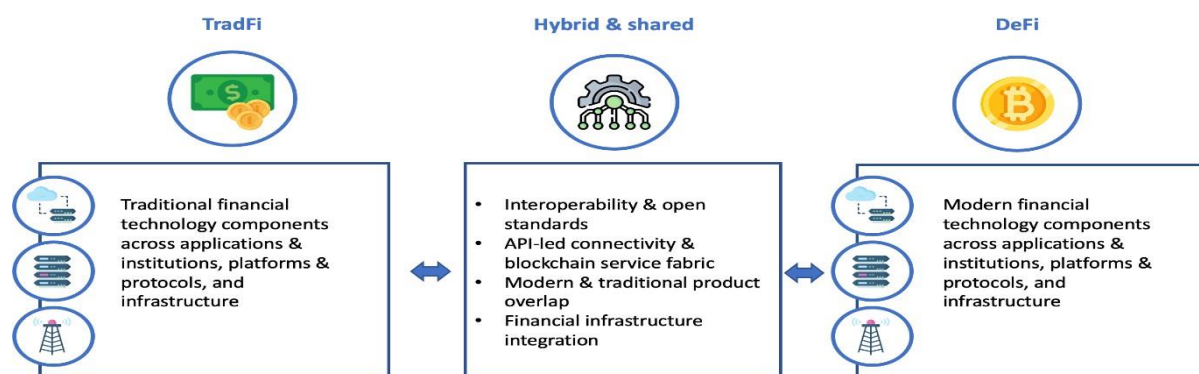 TradFi
Hybrid & shared
DeFi
$
B
Traditional financial
technology components
across applications &
institutions, platforms &
protocols, and
infrastructure
• Interoperability & open
standards
• API-led connectivity &
blockchain service fabric
• Modern & traditional product
overlap
• Financial infrastructure
integration
Modern financial
technology components
across applications &
institutions, platforms &
protocols, and
infrastructure